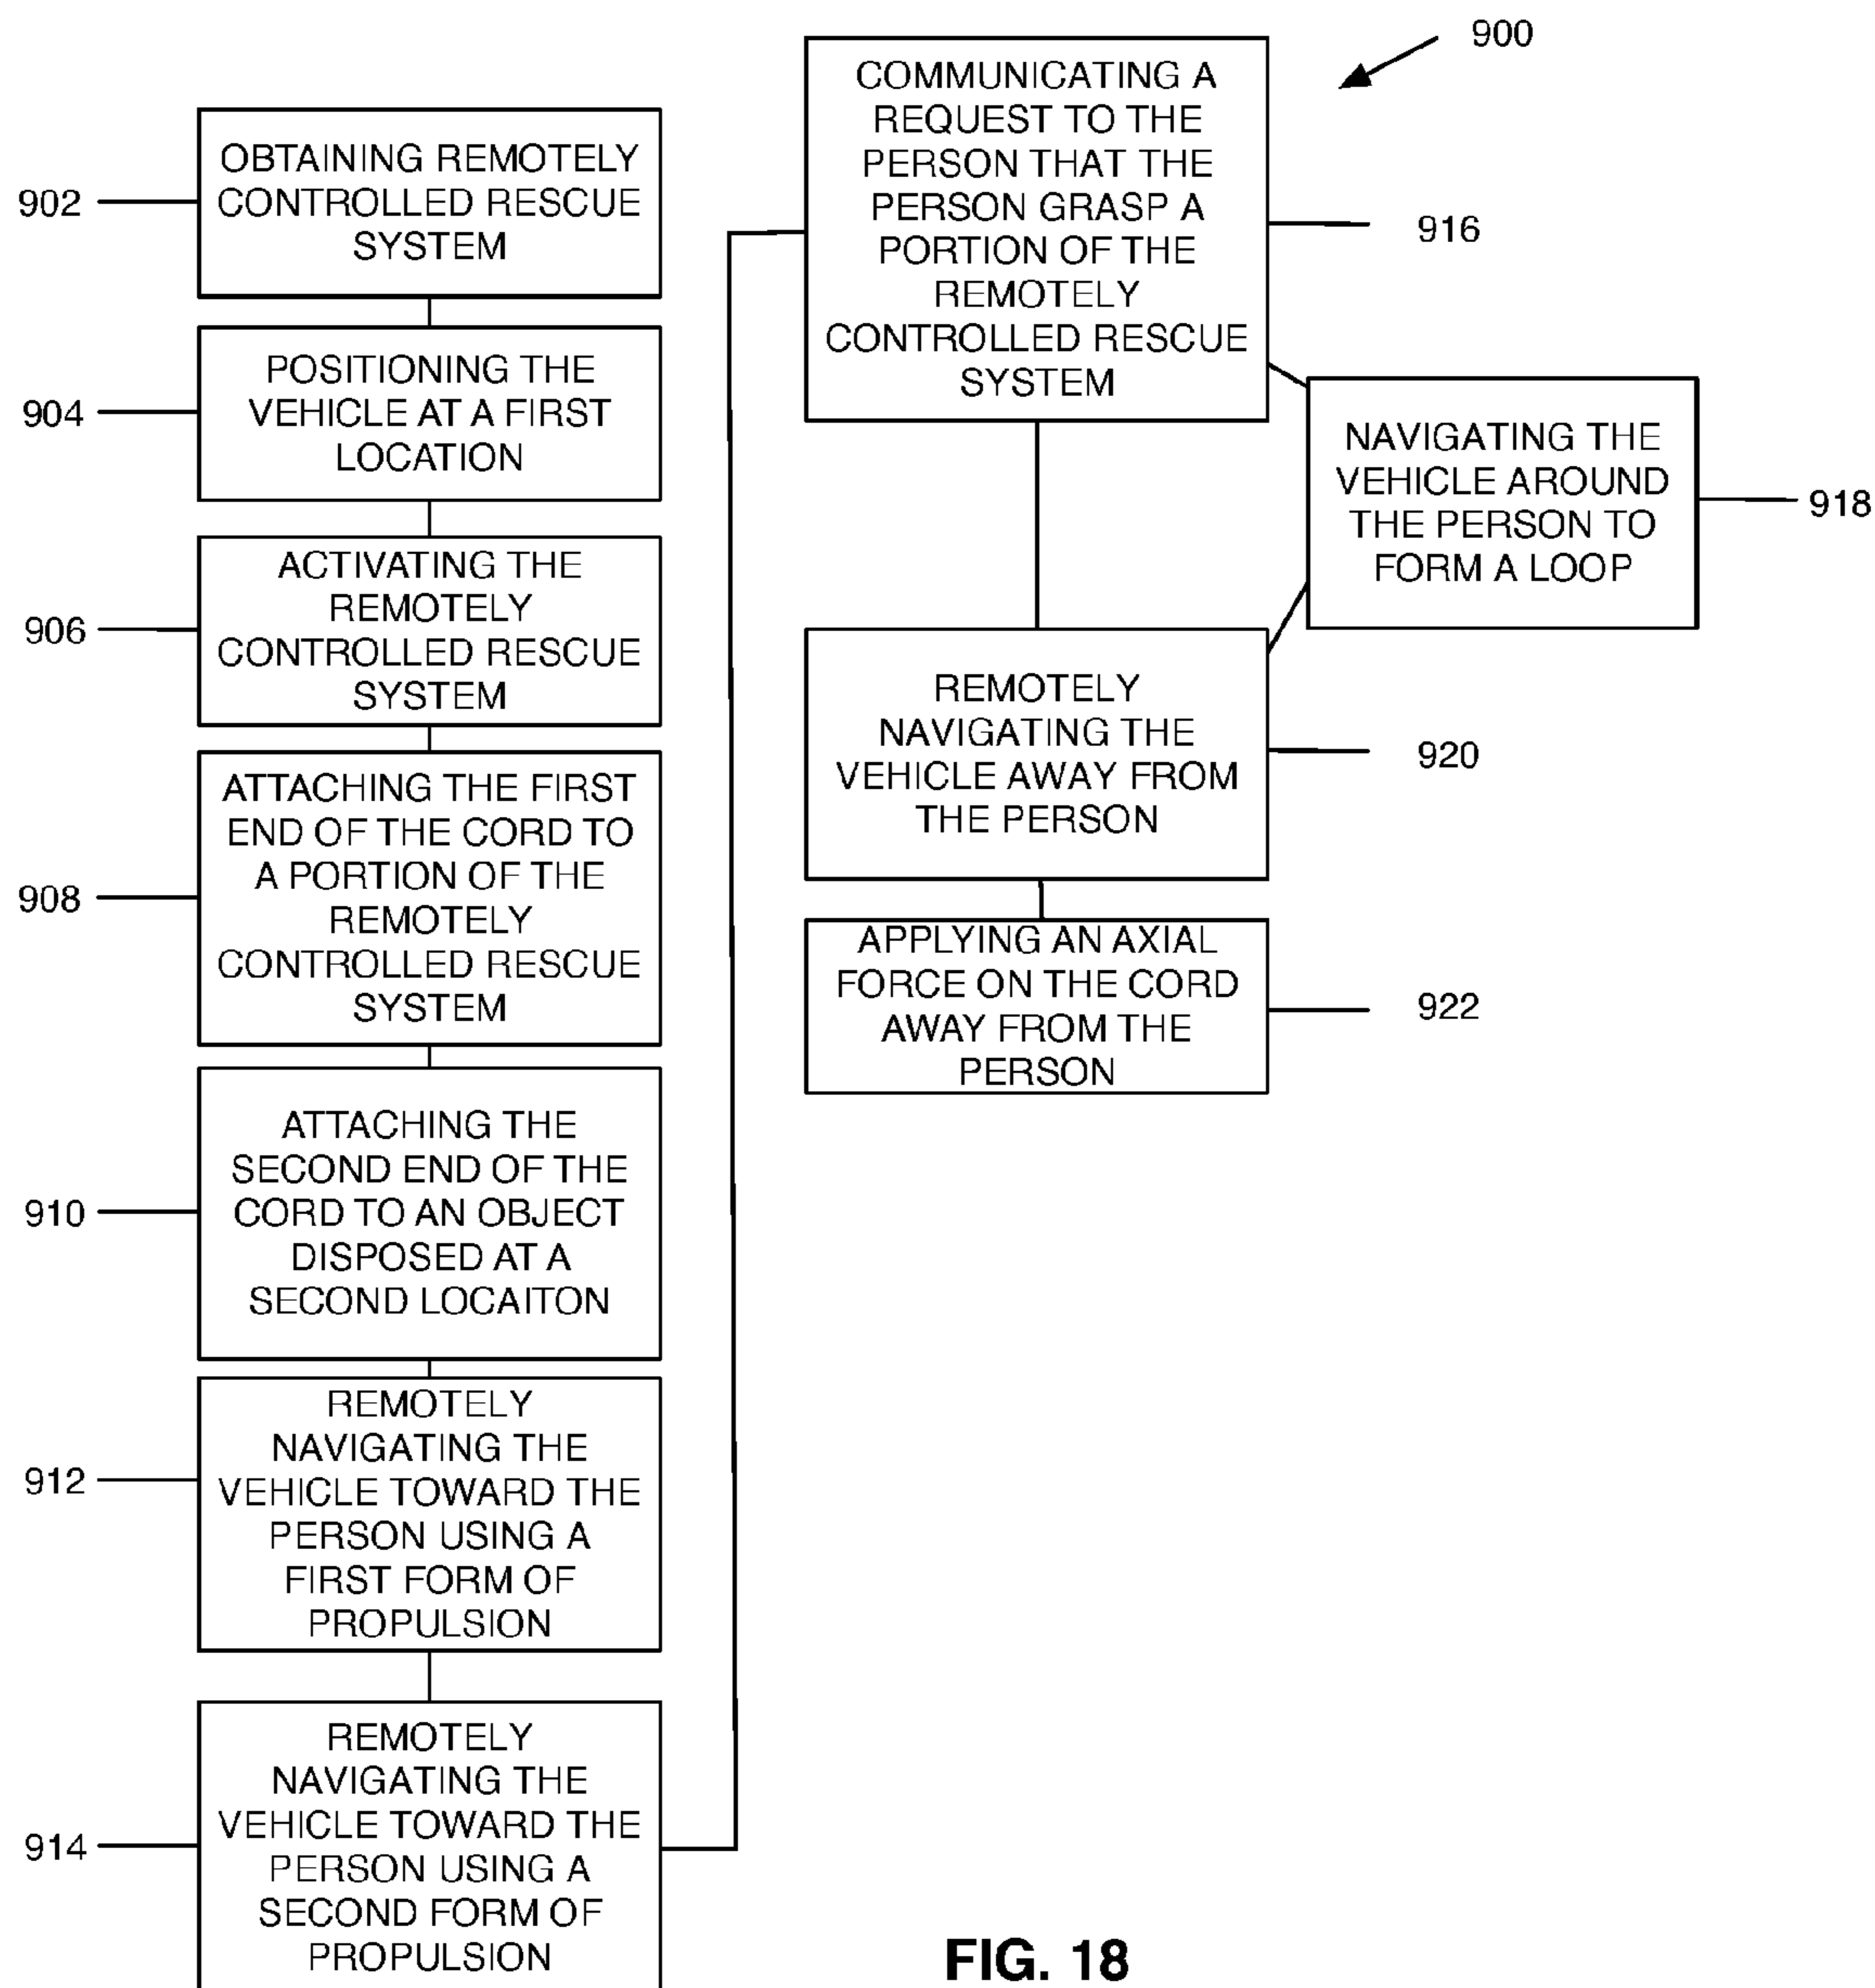 902
OBTAINING REMOTELY
CONTROLLED RESCUE
SYSTEM
904
POSITIONING THE
VEHICLE AT A FIRST
LOCATION
906
ACTIVATING THE
REMOTELY
CONTROLLED RESCUE
SYSTEM
908
ATTACHING THE FIRST
END OF THE CORD TO
A PORTION OF THE
REMOTELY
CONTROLLED RESCUE
SYSTEM
910
ATTACHING THE
SECOND END OF THE
CORD TO AN OBJECT
DISPOSED AT A
SECOND LOCAITON
912
REMOTELY
NAVIGATING THE
VEHICLE TOWARD THE
PERSON USING A
FIRST FORM OF
PROPULSION
914
REMOTELY
NAVIGATING THE
VEHICLE TOWARD THE
PERSON USING A
SECOND FORM OF
PROPULSION
900
COMMUNICATING A
REQUEST TO THE
PERSON THAT THE
PERSON GRASP A
PORTION OF THE
REMOTELY
CONTROLLED RESCUE
SYSTEM
916
NAVIGATING THE
VEHICLE AROUND
THE PERSON TO
FORM A LOOP
918
REMOTELY
NAVIGATING THE
VEHICLE AWAY FROM
THE PERSON
920
APPLYING AN AXIAL
FORCE ON THE CORD
AWAY FROM THE
PERSON
922
FIG. 18